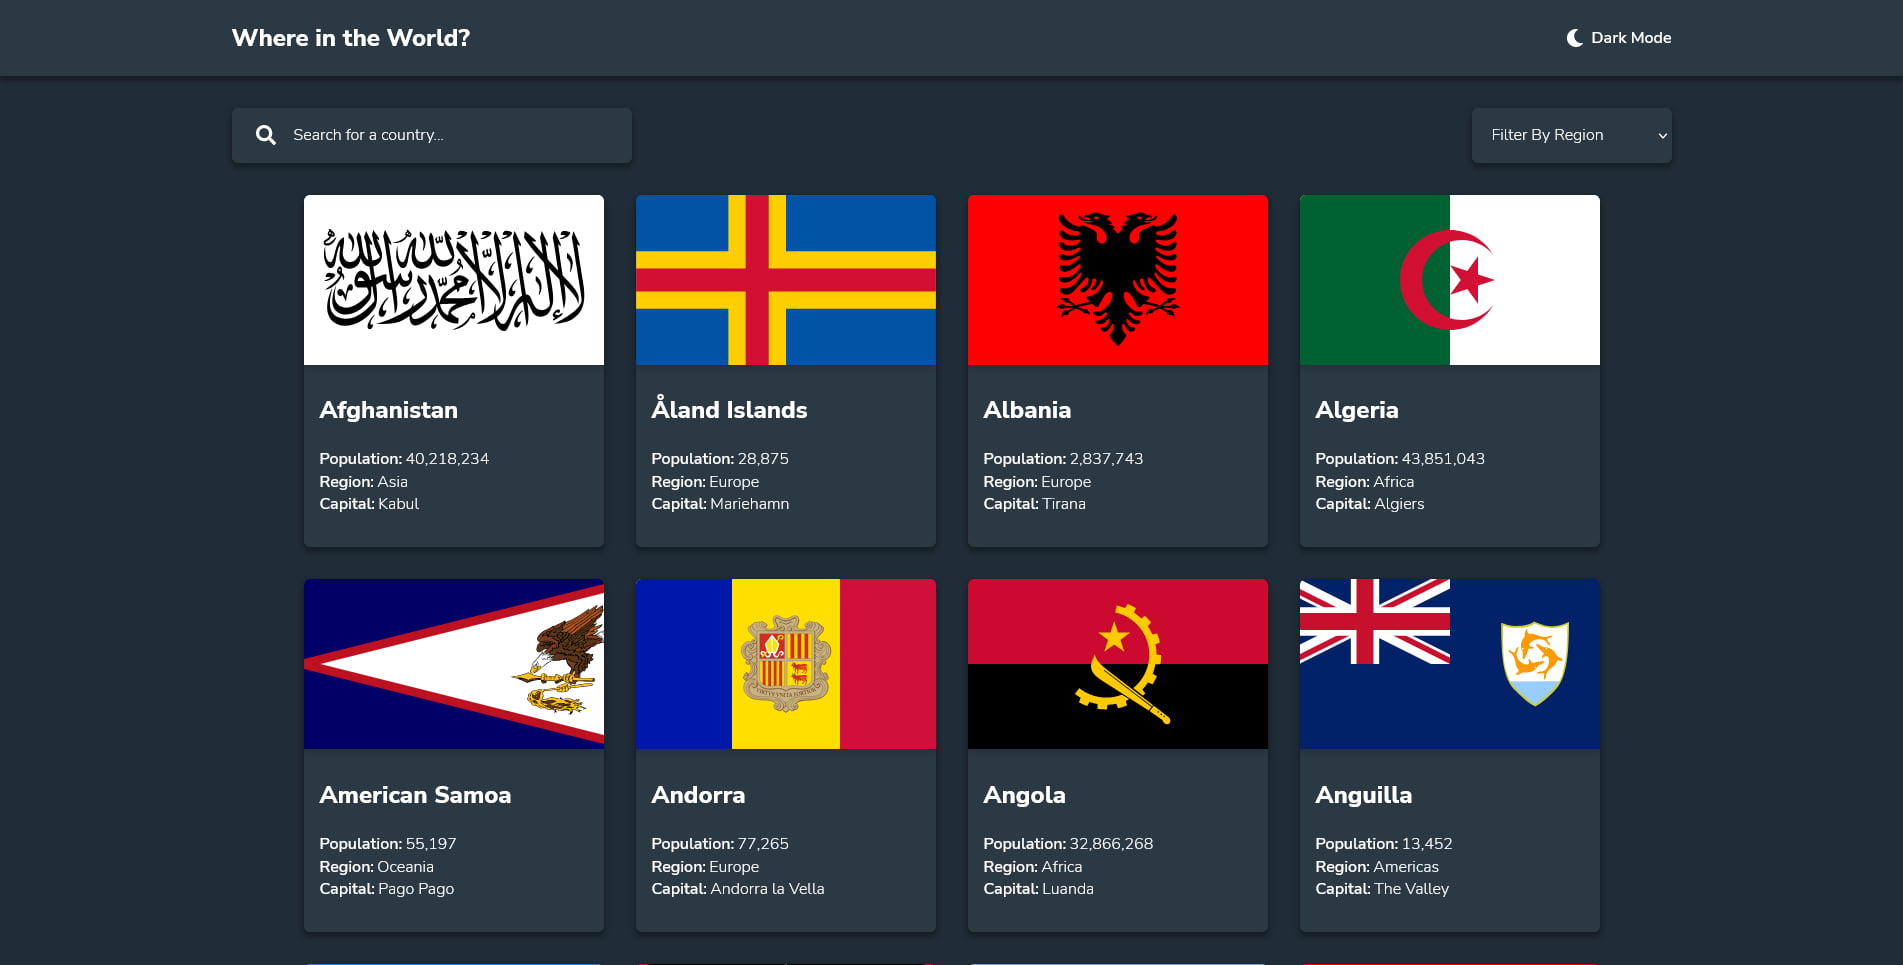 Where in the World?
Dark Mode
Search for a country...
Filter By Region
لا إله إلا الله محمد رسول الله
Afghanistan
Population: 40,218,234
Region: Asia
Capital: Kabul
Åland Islands
Population: 28,875
Region: Europe
Capital: Mariehamn
Albania
Population: 2,837,743
Region: Europe
Capital: Tirana
Algeria
Population: 43,851,043
Region: Africa
Capital: Algiers
American Samoa
Population: 55,197
Region: Oceania
Capital: Pago Pago
VIRTVS VNITA FORTIOR
Andorra
Population: 77,265
Region: Europe
Capital: Andorra la Vella
Angola
Population: 32,866,268
Region: Africa
Capital: Luanda
Anguilla
Population: 13,452
Region: Americas
Capital: The Valley